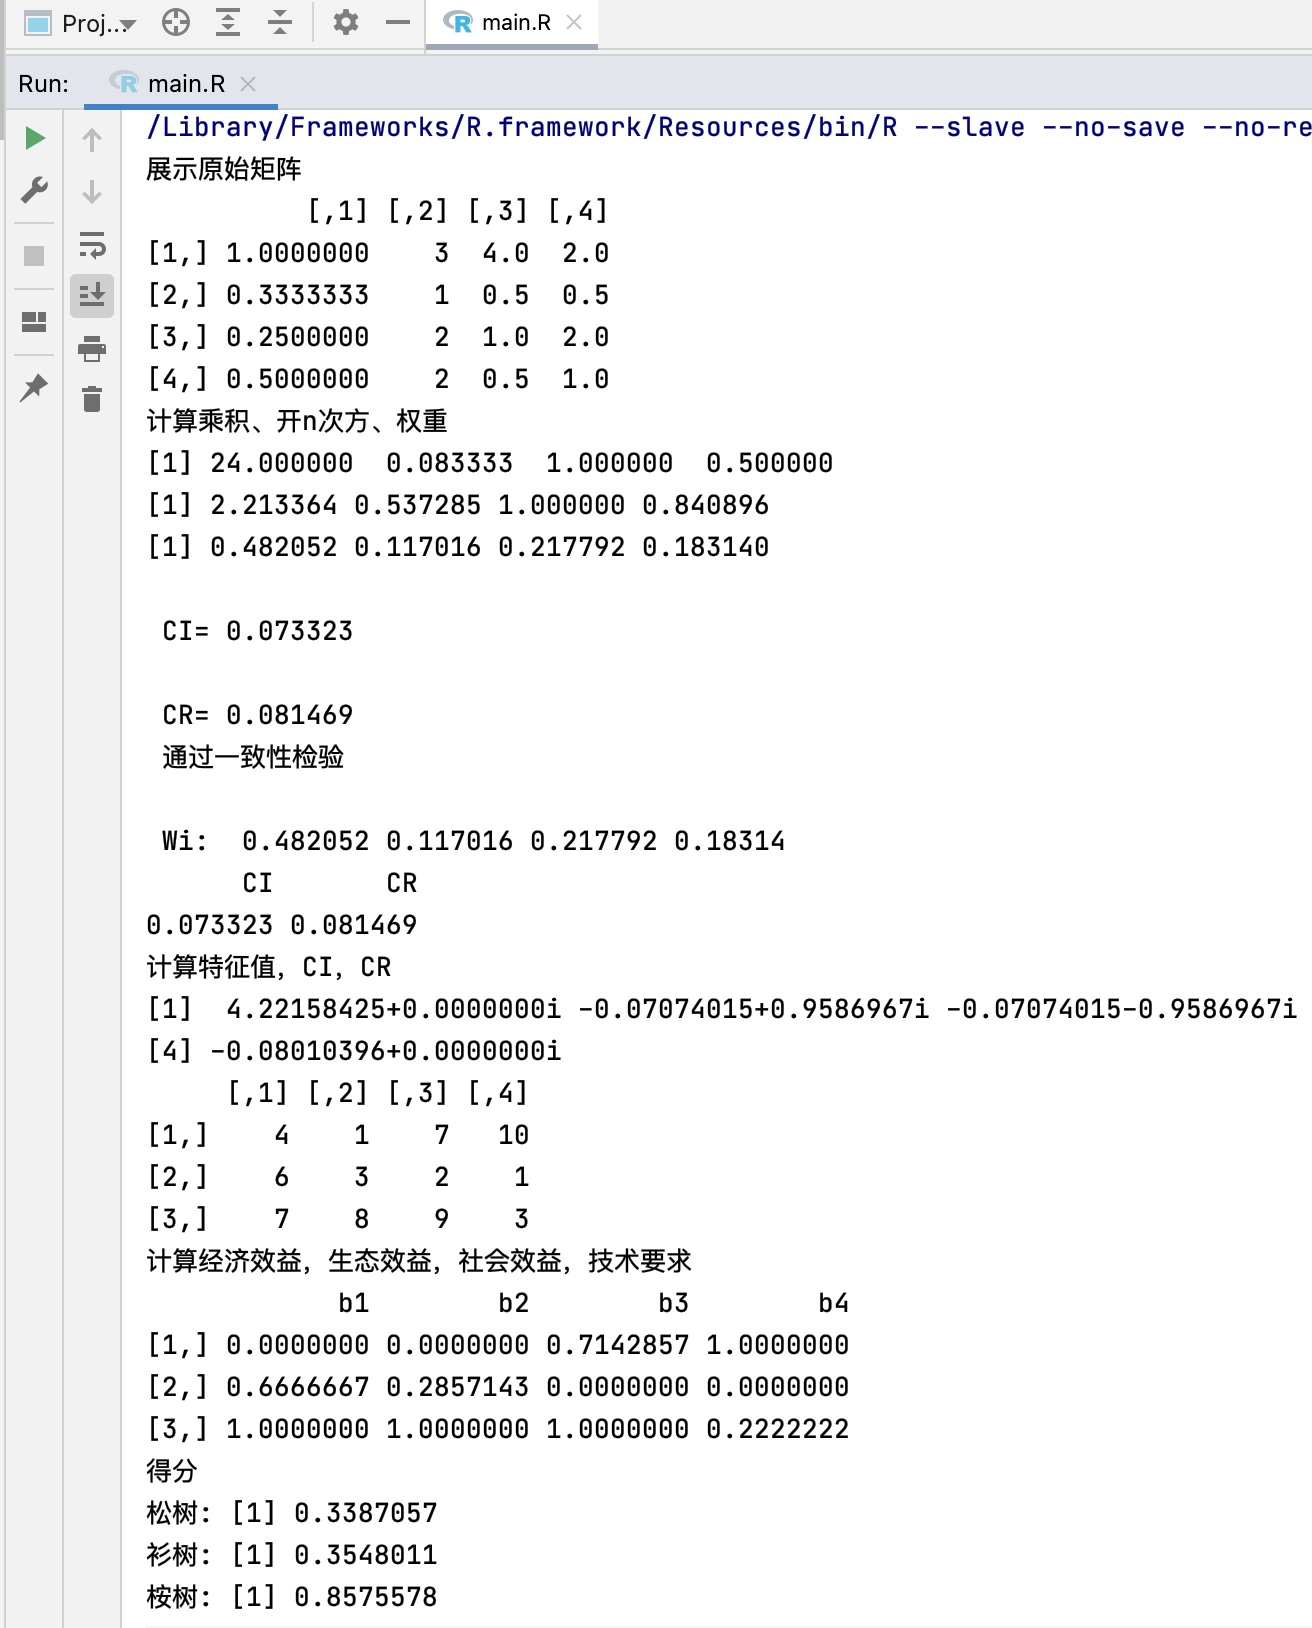 Proj...
main.R
Run: main.R
/Library/Frameworks/R.framework/Resources/bin/R --slave --no-save --no-re
展示原始矩阵
          [,1] [,2] [,3] [,4]
[1,] 1.0000000    3  4.0  2.0
[2,] 0.3333333    1  0.5  0.5
[3,] 0.2500000    2  1.0  2.0
[4,] 0.5000000    2  0.5  1.0
计算乘积、开n次方、权重
[1] 24.000000  0.083333  1.000000  0.500000
[1] 2.213364 0.537285 1.000000 0.840896
[1] 0.482052 0.117016 0.217792 0.183140
CI= 0.073323
CR= 0.081469
通过一致性检验
Wi:  0.482052 0.117016 0.217792 0.18314
      CI       CR
0.073323 0.081469
计算特征值，CI，CR
[1]  4.22158425+0.0000000i -0.07074015+0.9586967i -0.07074015-0.9586967i
[4] -0.08010396+0.0000000i
     [,1] [,2] [,3] [,4]
[1,]    4    1    7   10
[2,]    6    3    2    1
[3,]    7    8    9    3
计算经济效益，生态效益，社会效益，技术要求
            b1        b2        b3        b4
[1,] 0.0000000 0.0000000 0.7142857 1.0000000
[2,] 0.6666667 0.2857143 0.0000000 0.0000000
[3,] 1.0000000 1.0000000 1.0000000 0.2222222
得分
松树: [1] 0.3387057
衫树: [1] 0.3548011
桉树: [1] 0.8575578